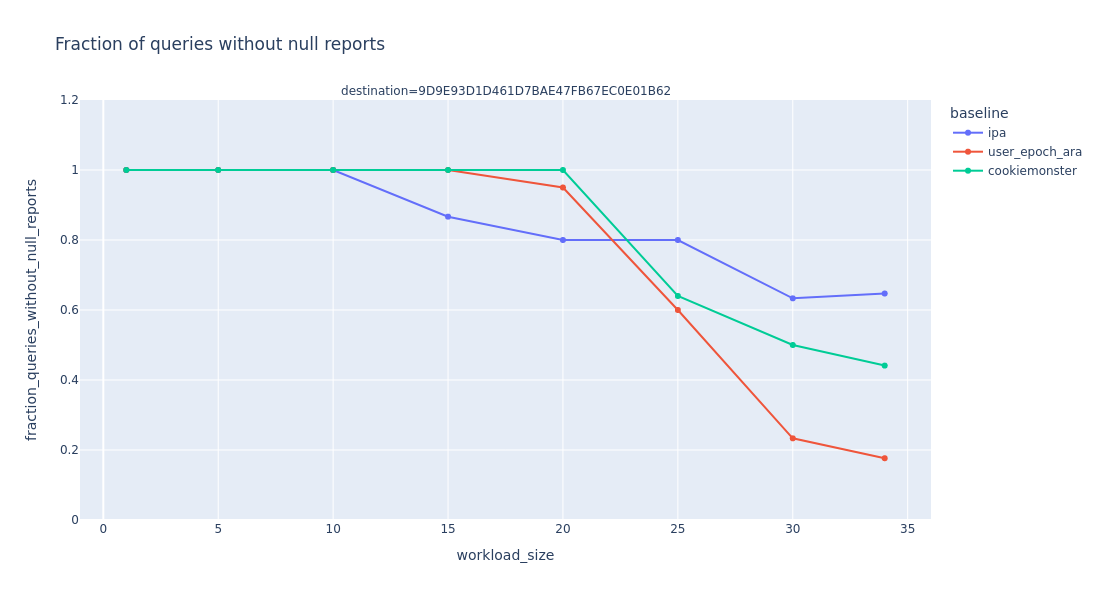 Fraction of queries without null reports
destination=9D9E93D1D461D7BAE47FB67EC0E01B62
baseline
ipa
user_epoch_ara
cookiemonster
fraction_queries_without_null_reports
1.2
1
0.8
0.6
0.4
0.2
0
0 5 10 15 20 25 30 35
workload_size